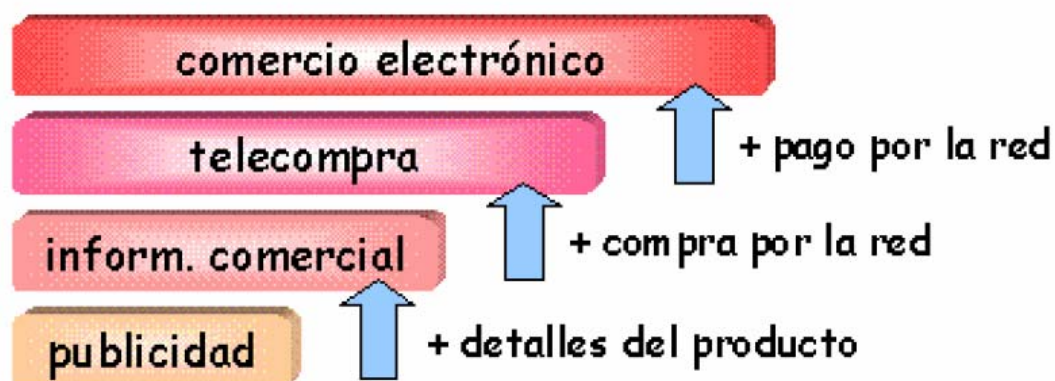 comercio electrónico
telecompra
+ pago por la red
inform. comercial
+ compra por la red
publicidad
+ detalles del producto